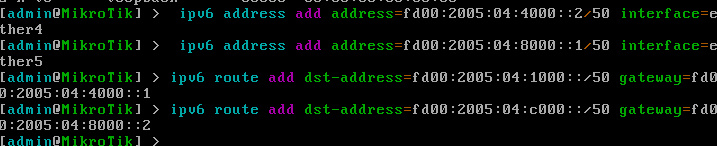 [admin@MikroTik] >  ipv6 address add address=fd00:2005:04:4000::2/50 interface=e
ther4
[admin@MikroTik] >  ipv6 address add address=fd00:2005:04:8000::1/50 interface=e
ther5
[admin@MikroTik] > ipv6 route add dst-address=fd00:2005:04:1000::/50 gateway=fd0
0:2005:04:4000::1
[admin@MikroTik] > ipv6 route add dst-address=fd00:2005:04:c000::/50 gateway=fd0
0:2005:04:8000::2
[admin@MikroTik] >